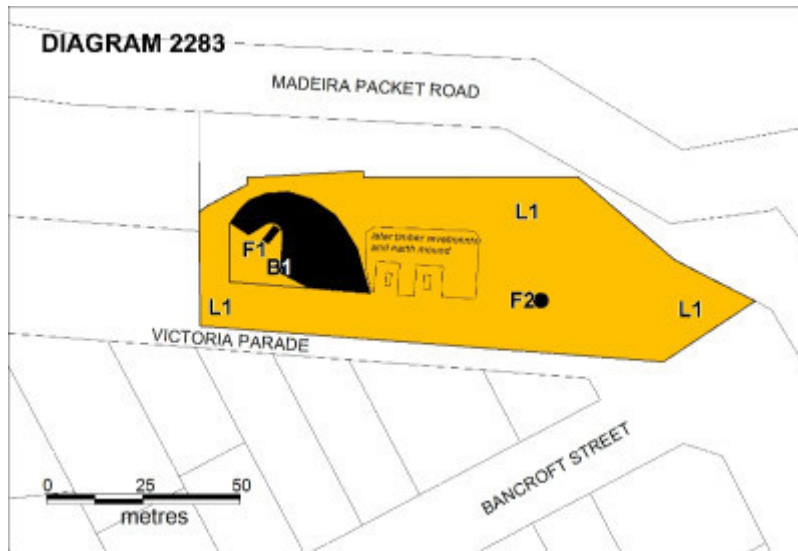 DIAGRAM 2283
MADEIRA PACKET ROAD
L1
later timber revetments
and earth mound
F1
B1
F2
L1
L1
VICTORIA PARADE
BANCROFT STREET
0 25 50
metres